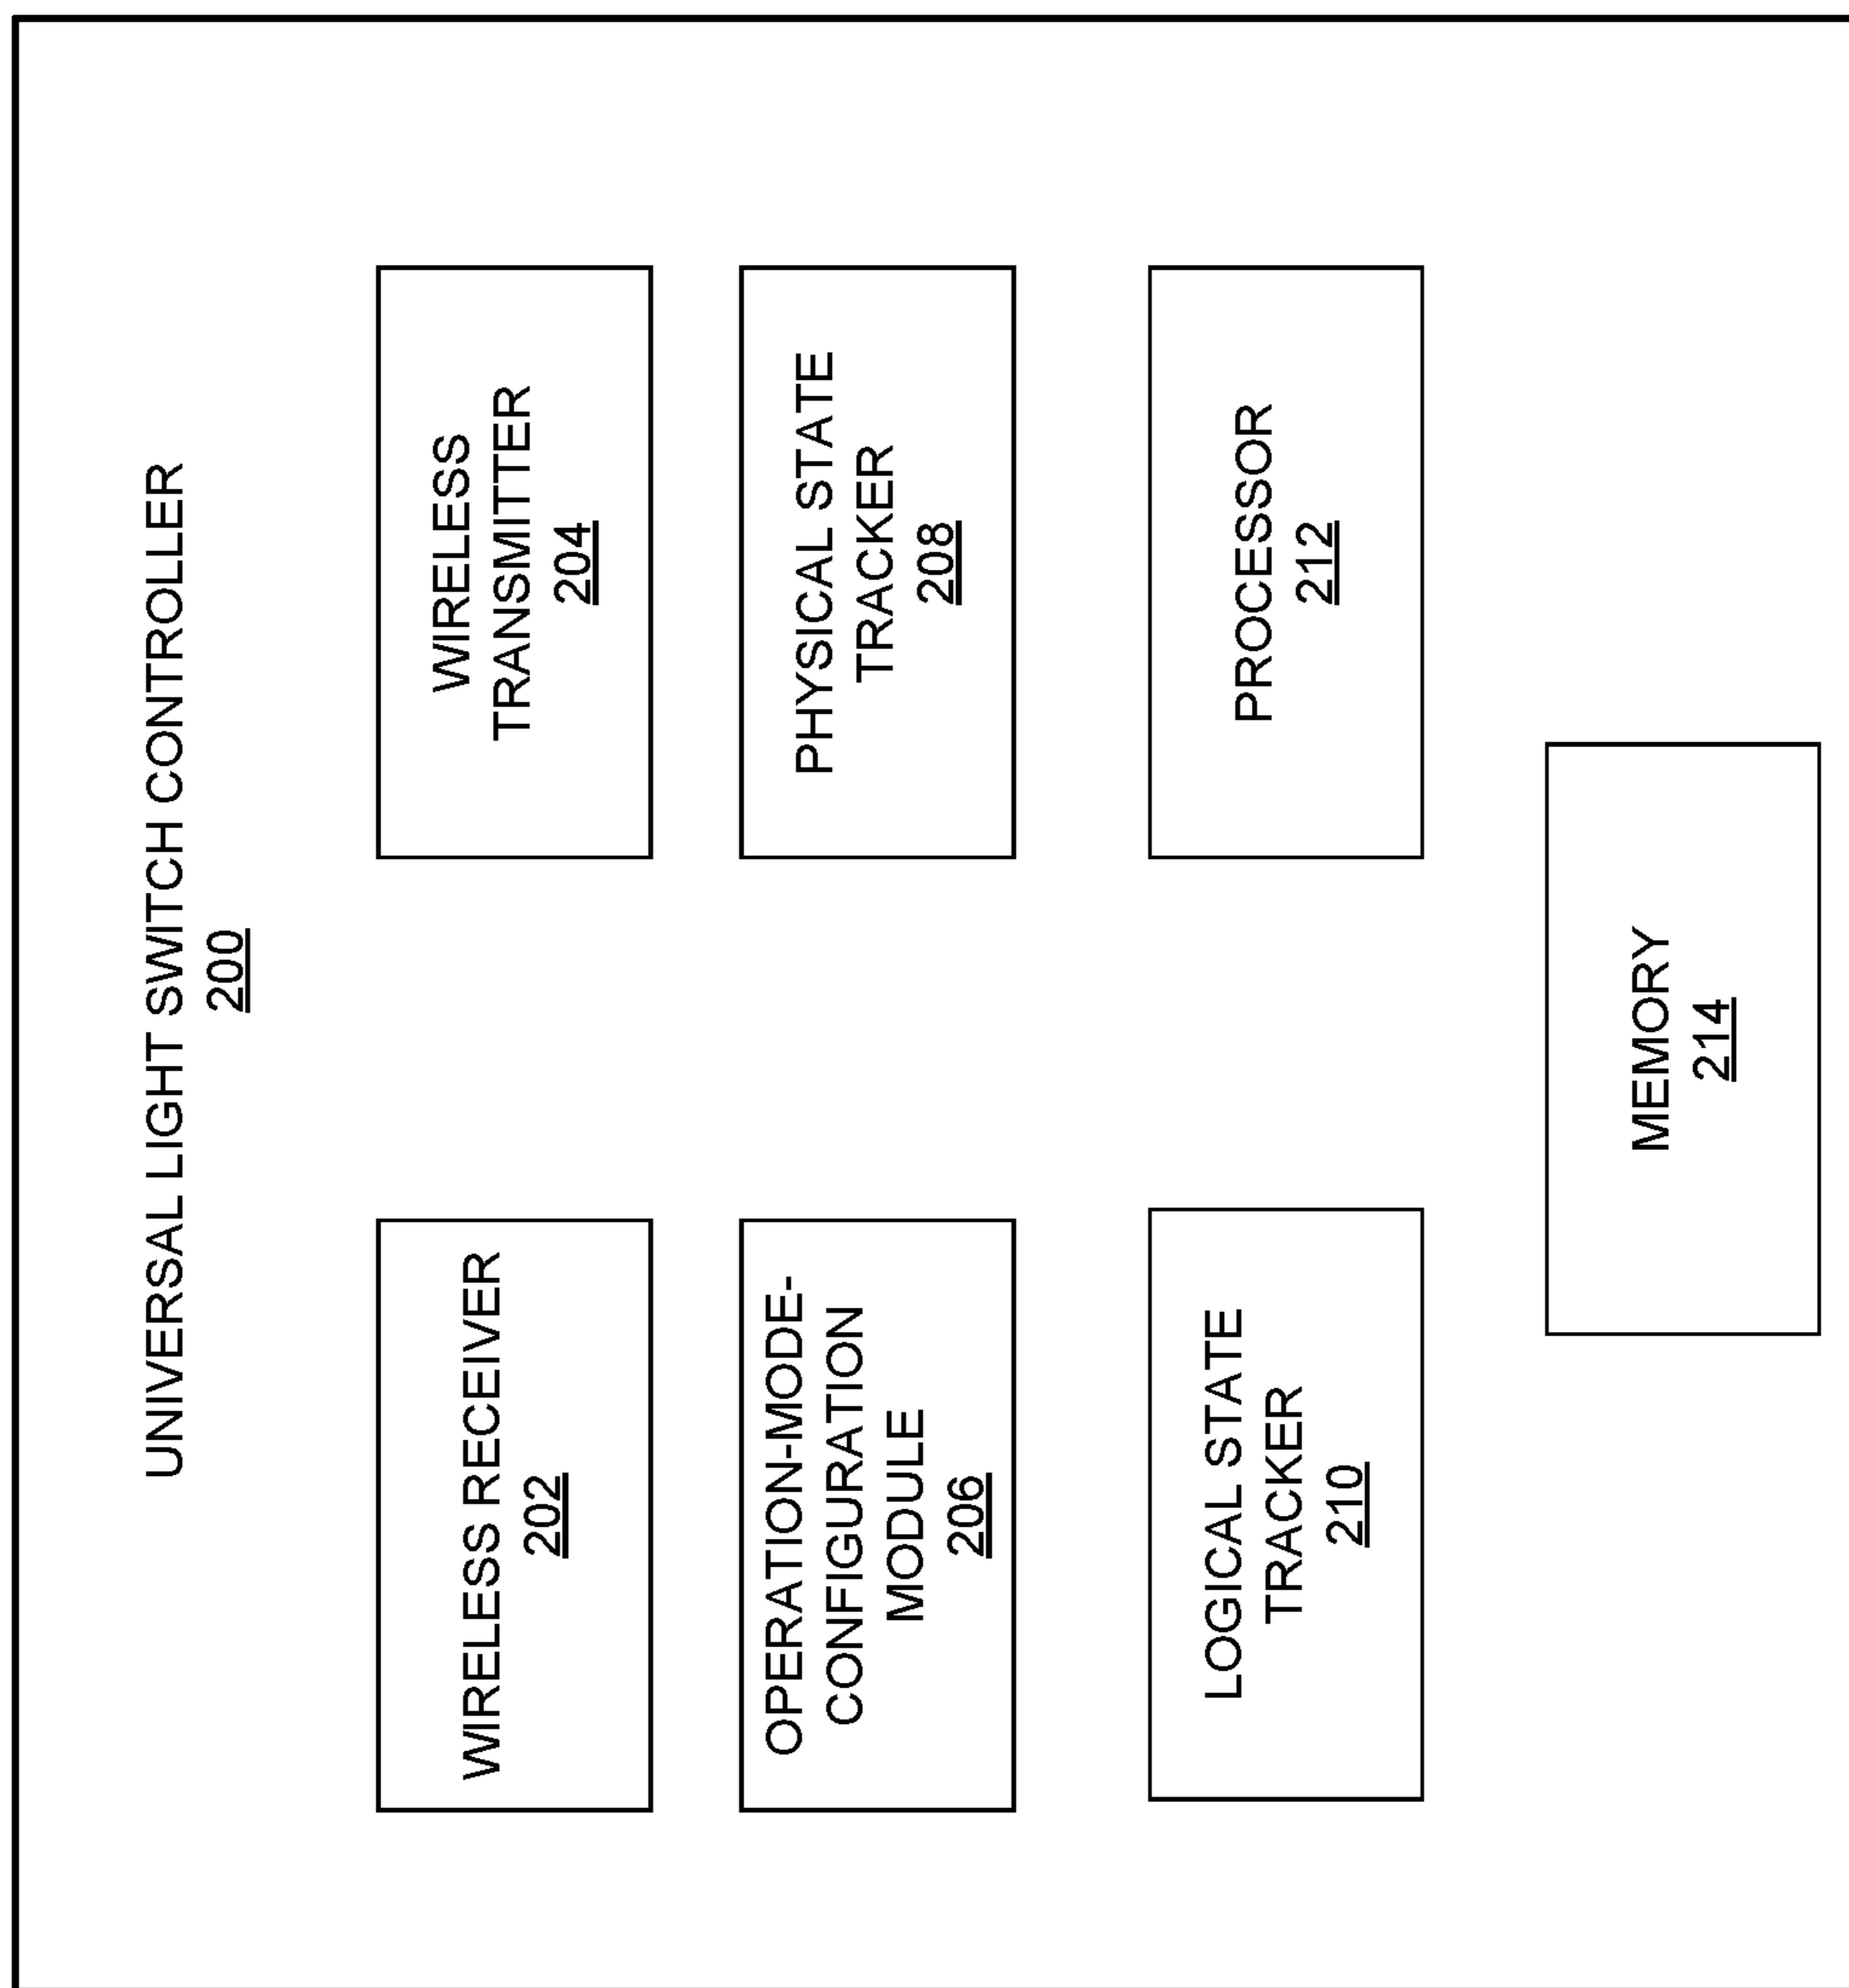 UNIVERSAL LIGHT SWITCH CONTROLLER
200
WIRELESS RECEIVER
202
WIRELESS
TRANSMITTER
204
OPERATION-MODE-
CONFIGURATION
MODULE
206
PHYSICAL STATE
TRACKER
208
LOGICAL STATE
TRACKER
210
PROCESSOR
212
MEMORY
214